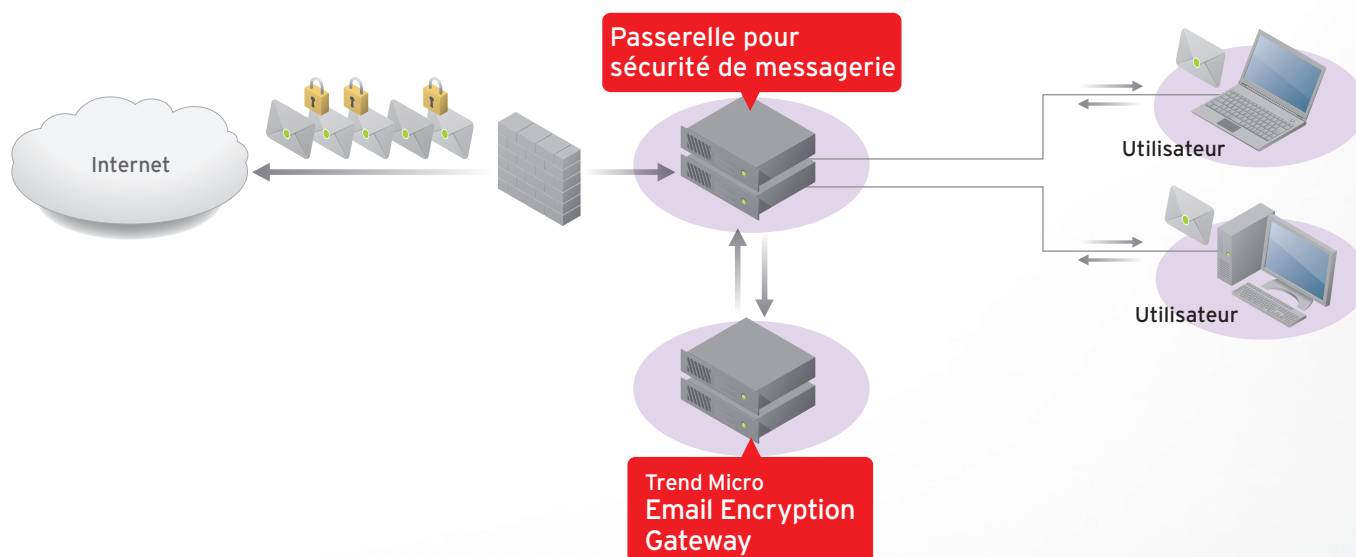 Passerelle pour
sécurité de messagerie
Internet
Utilisateur
Utilisateur
Trend Micro
Email Encryption
Gateway